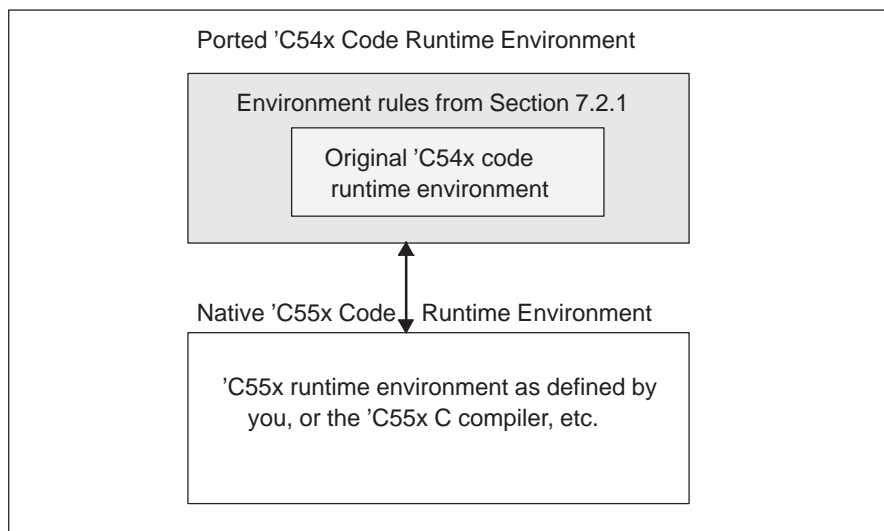 Ported ’C54x Code Runtime Environment
Environment rules from Section 7.2.1
Original ’C54x code
runtime environment
Native ’C55x Code Runtime Environment
’C55x runtime environment as defined by
you, or the ’C55x C compiler, etc.